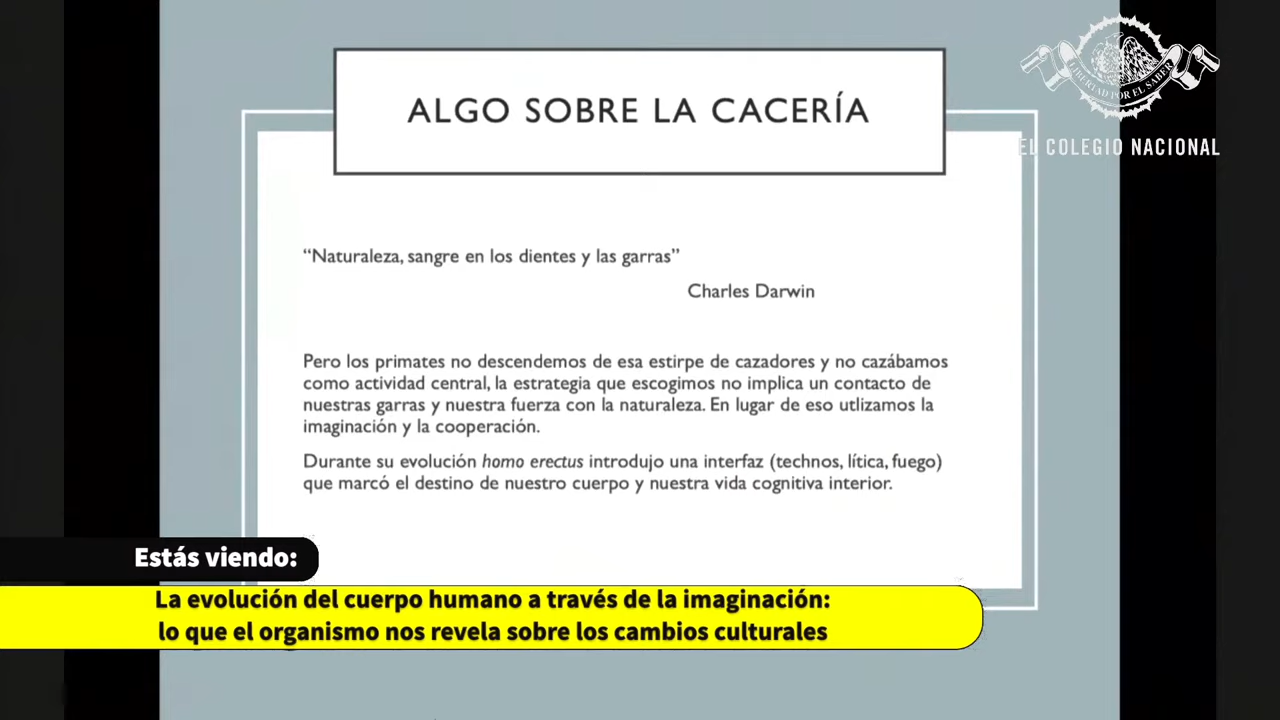 ALGO SOBRE LA CACERÍA
LIBERTAD POR EL SABER
EL COLEGIO NACIONAL
“Naturaleza, sangre en los dientes y las garras”
Charles Darwin
Pero los primates no descendemos de esa estirpe de cazadores y no cazábamos
como actividad central, la estrategia que escogimos no implica un contacto de
nuestras garras y nuestra fuerza con la naturaleza. En lugar de eso utlizamos la
imaginación y la cooperación.
Durante su evolución homo erectus introdujo una interfaz (technos, lítica, fuego)
que marcó el destino de nuestro cuerpo y nuestra vida cognitiva interior.
Estás viendo:
La evolución del cuerpo humano a través de la imaginación:
lo que el organismo nos revela sobre los cambios culturales